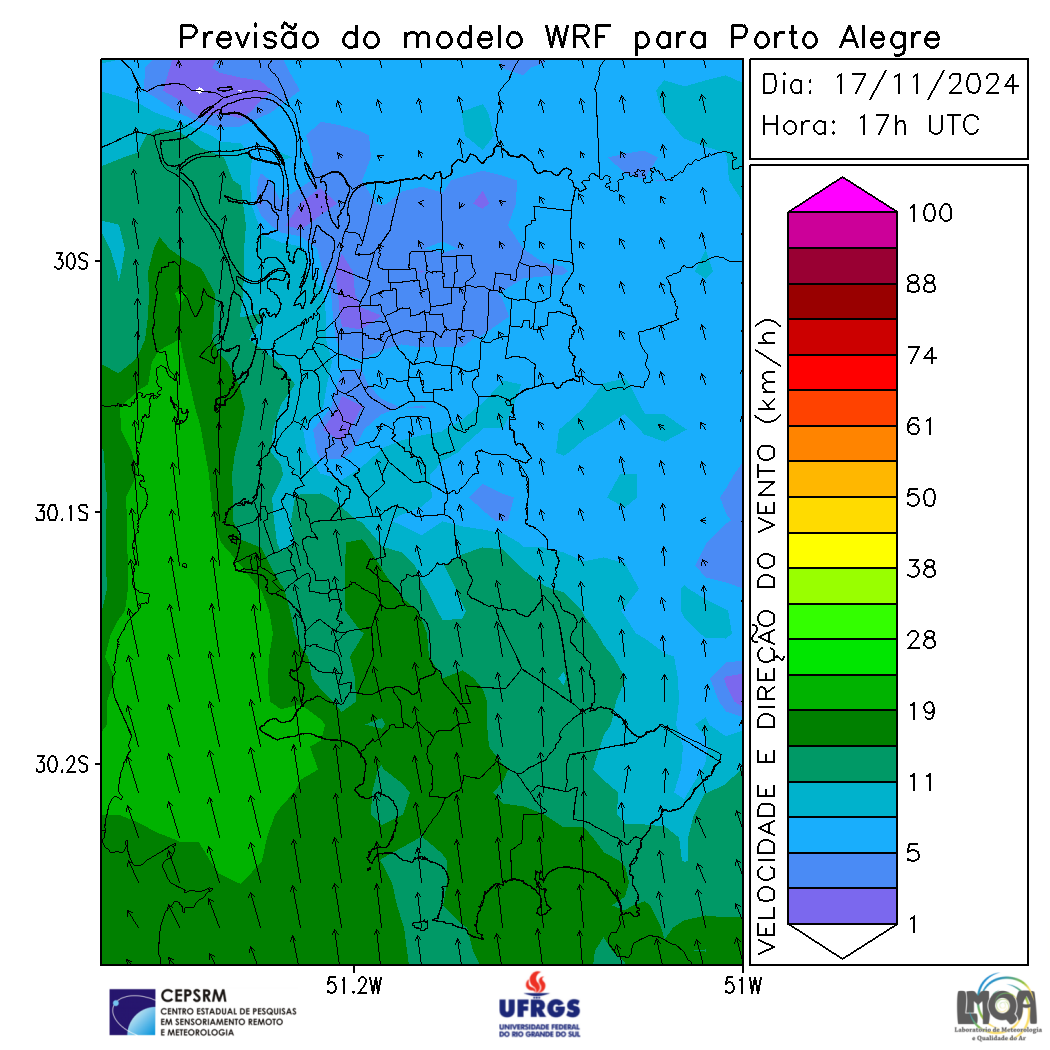 Previsão do modelo WRF para Porto Alegre
Dia: 17/11/2024
Hora: 17h UTC
30S
30.1S
30.2S
51.2W
51W
VELOCIDADE E DIREÇÃO DO VENTO (km/h)
100
88
74
61
50
38
28
19
11
5
1
CEPSRM
CENTRO ESTADUAL DE PESQUISAS
EM SENSORIAMENTO REMOTO
E METEOROLOGIA
UFRGS
UNIVERSIDADE FEDERAL
DO RIO GRANDE DO SUL
LMQA
Laboratório de Meteorologia
e Qualidade do Ar